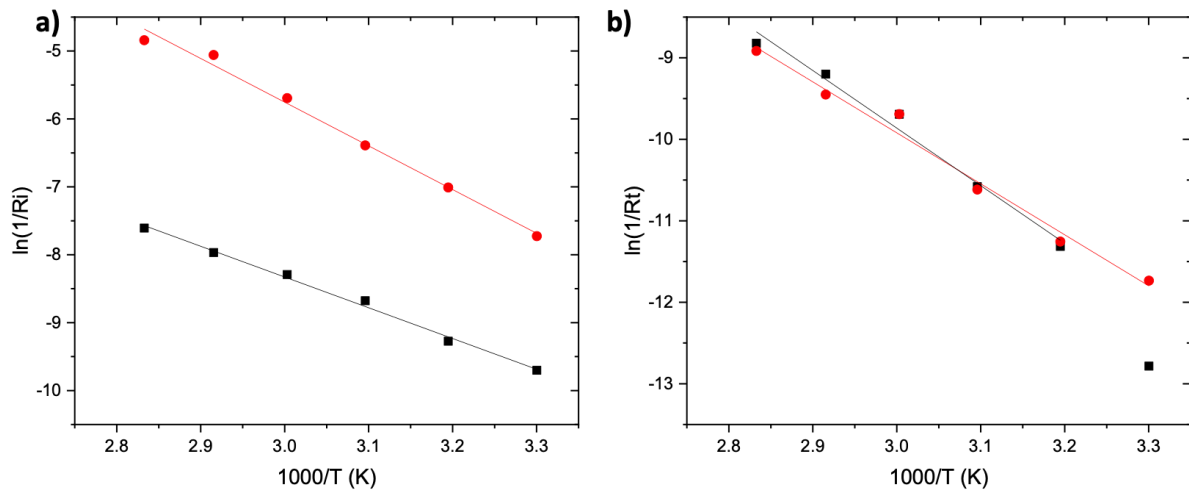 a)
-5
-6
-7
-8
-9
-10
ln(1/Ri)
2.8 2.9 3.0 3.1 3.2 3.3
1000/T (K)
b)
-9
-10
-11
-12
-13
ln(1/Rt)
2.8 2.9 3.0 3.1 3.2 3.3
1000/T (K)